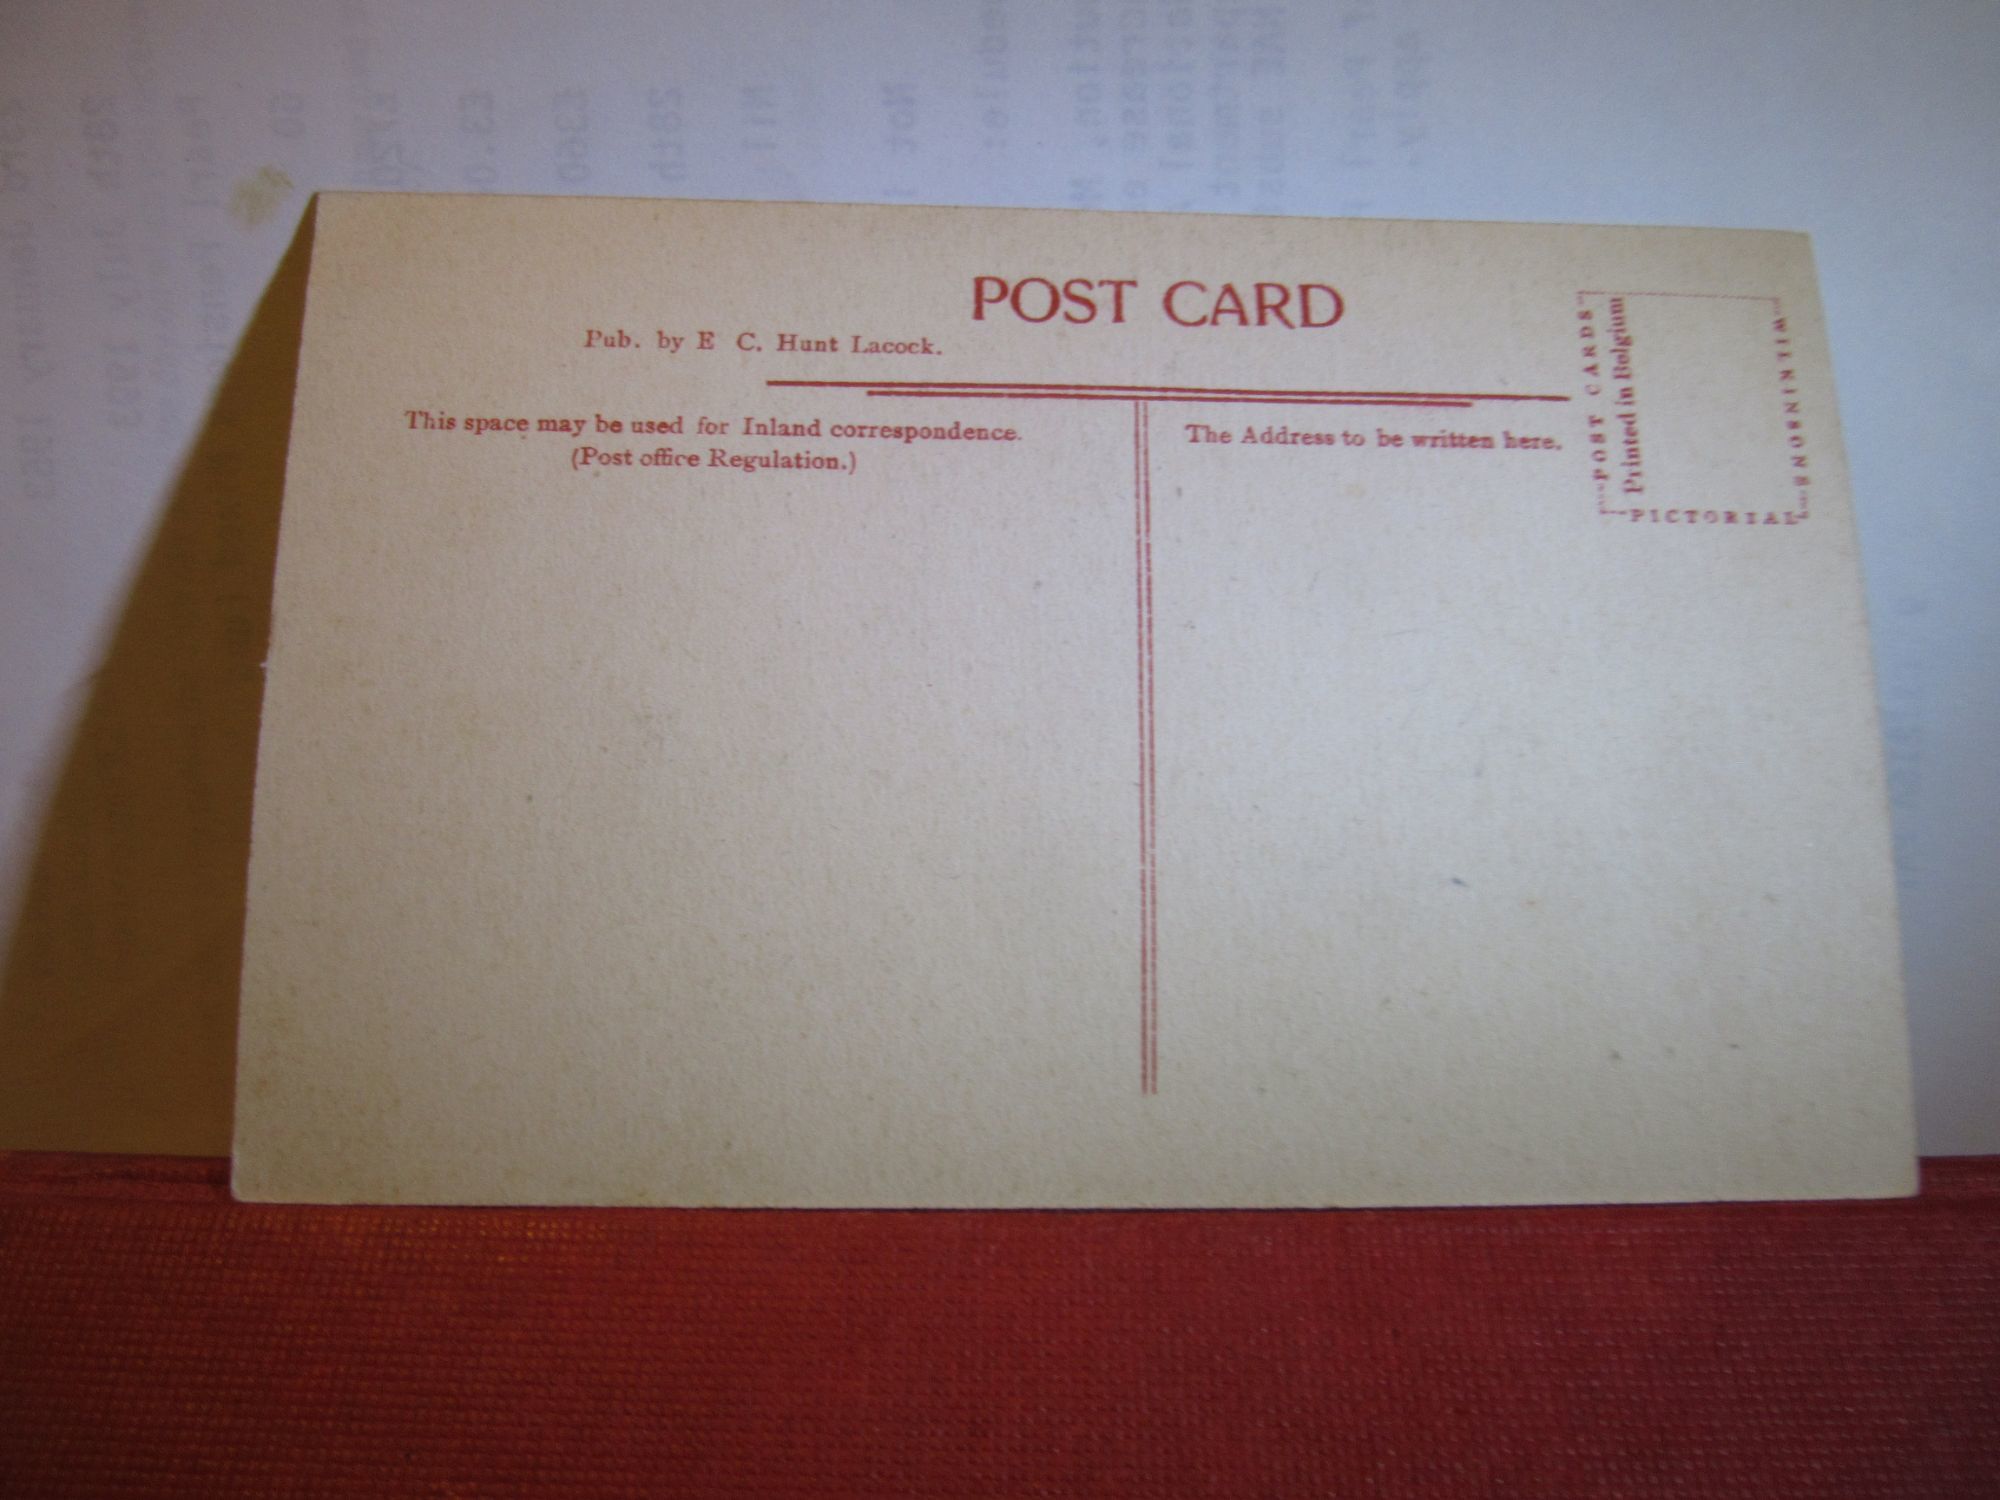 POST CARD
Pub. by E C. Hunt Lacock.
This space may be used for Inland correspondence.
(Post office Regulation.)
The Address to be written here.
WILKINSON'S
PICTORIAL
POST CARDS
Printed in Belgium